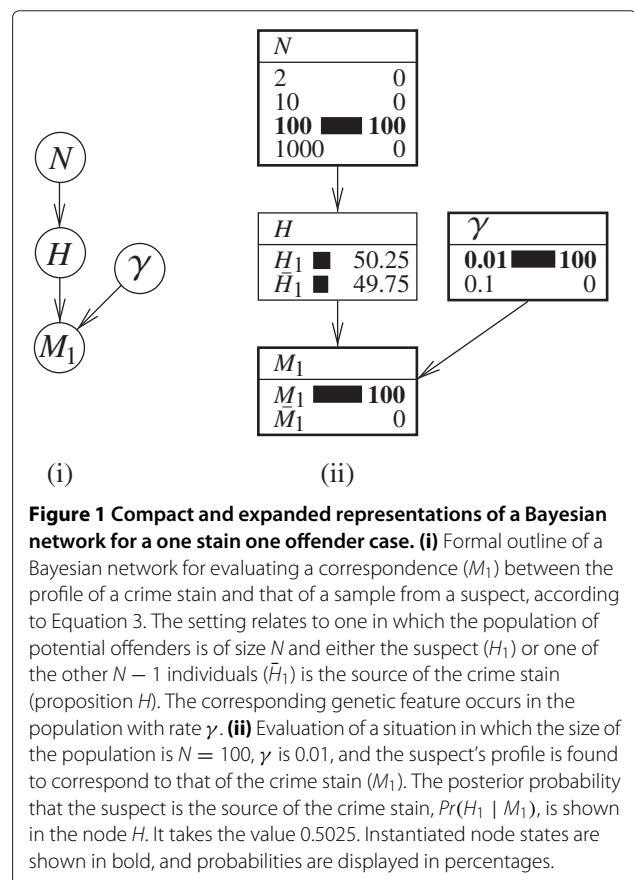 N
H
γ
M₁
(i)
N
2 0
10 0
100 100
1000 0
H
H₁ 50.25
H̄₁ 49.75
γ
0.01 100
0.1 0
M₁
M₁ 100
M̄₁ 0
(ii)
Figure 1 Compact and expanded representations of a Bayesian
network for a one stain one offender case. (i) Formal outline of a
Bayesian network for evaluating a correspondence (M₁) between the
profile of a crime stain and that of a sample from a suspect, according
to Equation 3. The setting relates to one in which the population of
potential offenders is of size N and either the suspect (H₁) or one of
the other N − 1 individuals (H̄₁) is the source of the crime stain
(proposition H). The corresponding genetic feature occurs in the
population with rate γ. (ii) Evaluation of a situation in which the size of
the population is N = 100, γ is 0.01, and the suspect's profile is found
to correspond to that of the crime stain (M₁). The posterior probability
that the suspect is the source of the crime stain, Pr(H₁ | M₁), is shown
in the node H. It takes the value 0.5025. Instantiated node states are
shown in bold, and probabilities are displayed in percentages.